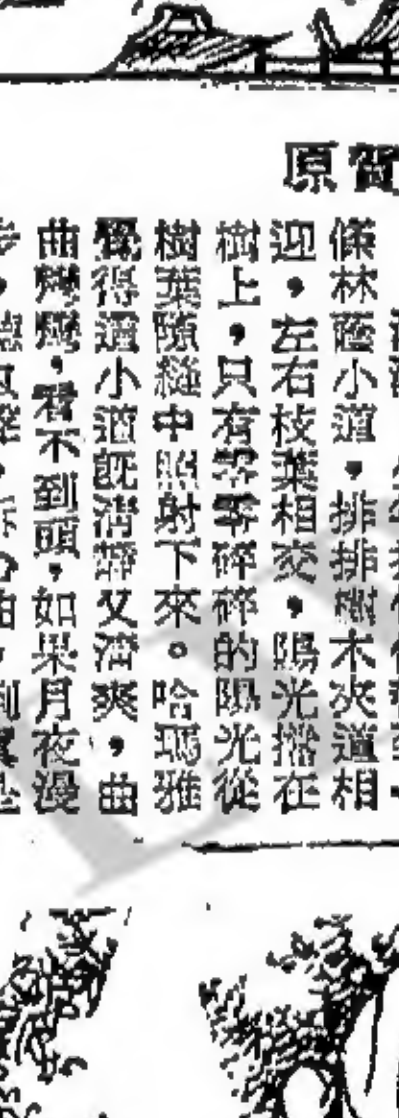 原賀
條林蔭小道，排排樹木夾道相
迎，左右枝葉相交，陽光撒在
樹上，只有零零碎碎的陽光從
樹葉隙縫中照射下來。哈瑪雅
覺得這小道既清靜又清爽，曲
曲彎彎，看不到頭，如果月夜漫